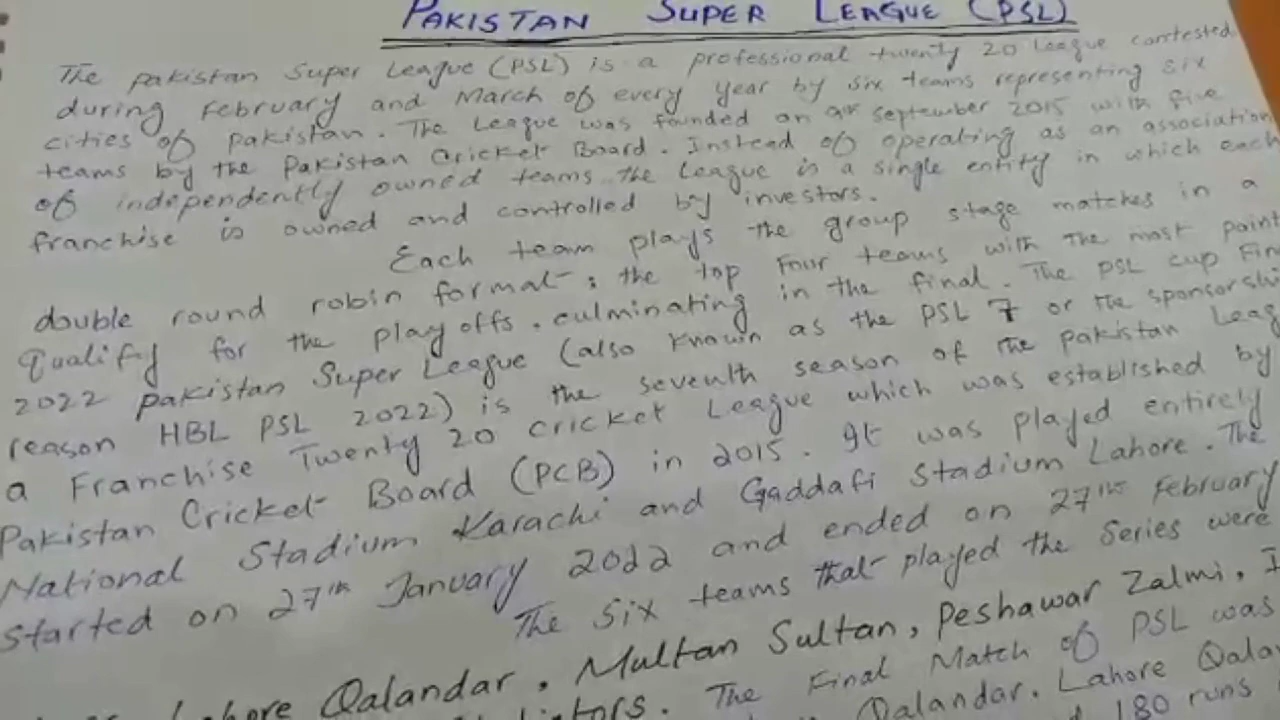 PAKISTAN SUPER LEAGUE (PSL)
The pakistan Super League (PSL) is a professional twenty 20 league contested
during February and March of every year by six teams representing six
cities of pakistan. The League was founded on 9th september 2015 with five
teams by the Pakistan Cricket Board. Instead of operating as an association
of independently owned teams. the league is a single entity in which each
franchise is owned and controlled by investors.
Each team plays the group stage matches in a
double round robin format; the top Four teams with the most point
Qualify for the playoffs. culminating in the final. The PSL cup Fin
2022 pakistan Super League (also known as the PSL 7 or the sponsorshi
reason HBL PSL 2022) is the seventh season of the pakistan Leag
a Franchise Twenty 20 cricket League which was established by
Pakistan Cricket Board (PCB) in 2015. It was played entirely
National Stadium Karachi and Gaddafi Stadium Lahore. The
Started on 27th January 2022 and ended on 27th February
The Six teams that played the Series were
Lahore Qalandar, Multan Sultan, Peshawar Zalmi, I
The Final Match of PSL was
Qalandar. Lahore Qala
180 runs